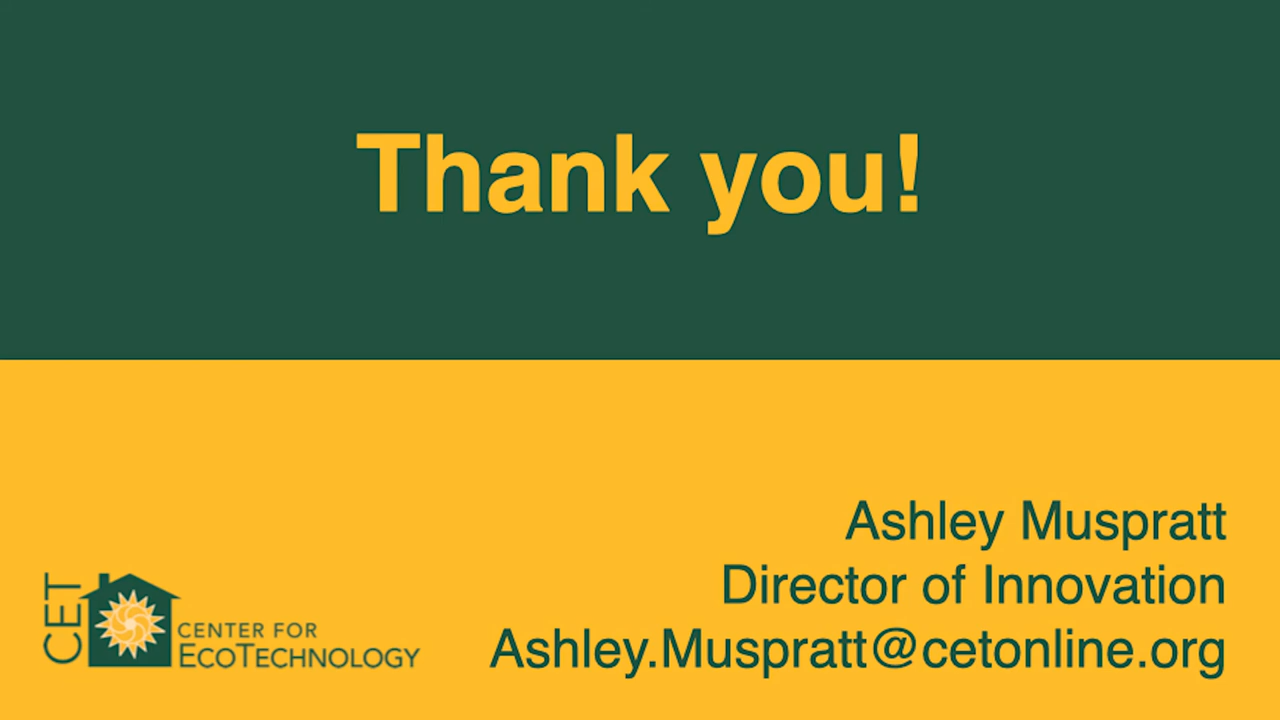 Thank you!
Ashley Muspratt
Director of Innovation
Ashley.Muspratt@cetonline.org
CET
CENTER FOR
ECOTECHNOLOGY